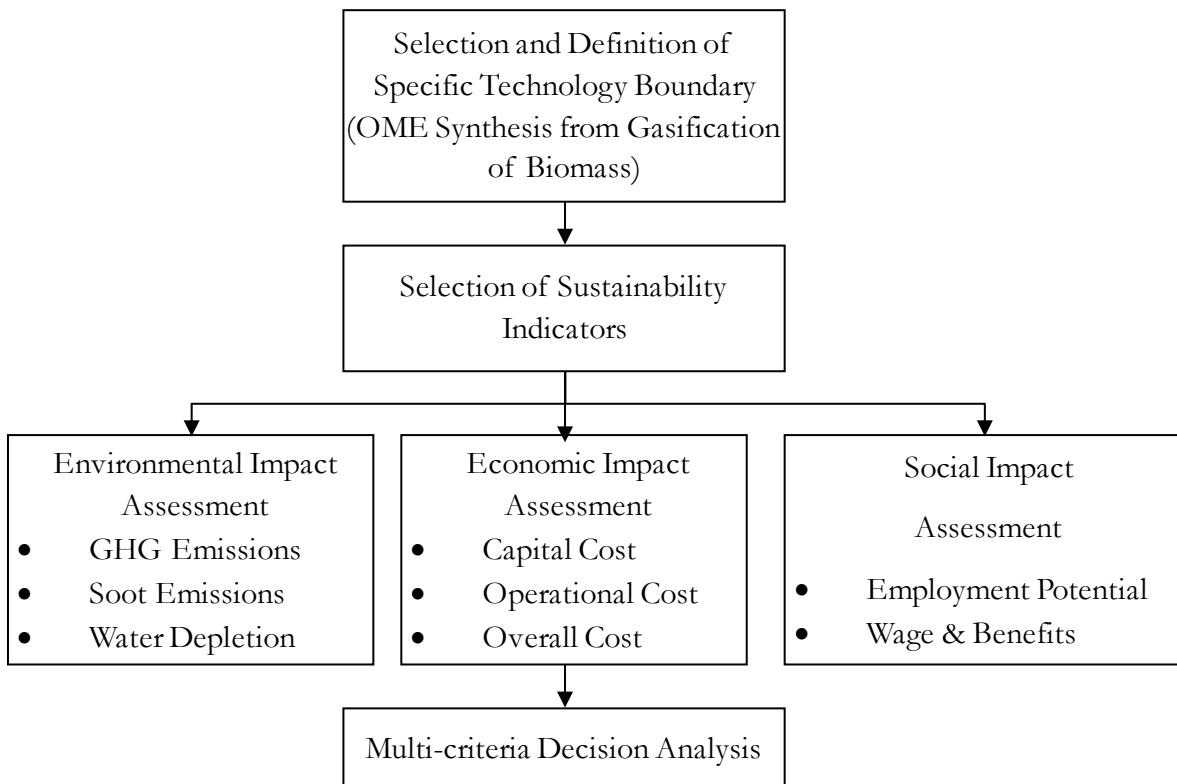 Selection and Definition of
Specific Technology Boundary
(OME Synthesis from Gasification
of Biomass)
Selection of Sustainability
Indicators
Environmental Impact
Assessment
• GHG Emissions
• Soot Emissions
• Water Depletion
Economic Impact
Assessment
• Capital Cost
• Operational Cost
• Overall Cost
Social Impact
Assessment
• Employment Potential
• Wage & Benefits
Multi-criteria Decision Analysis